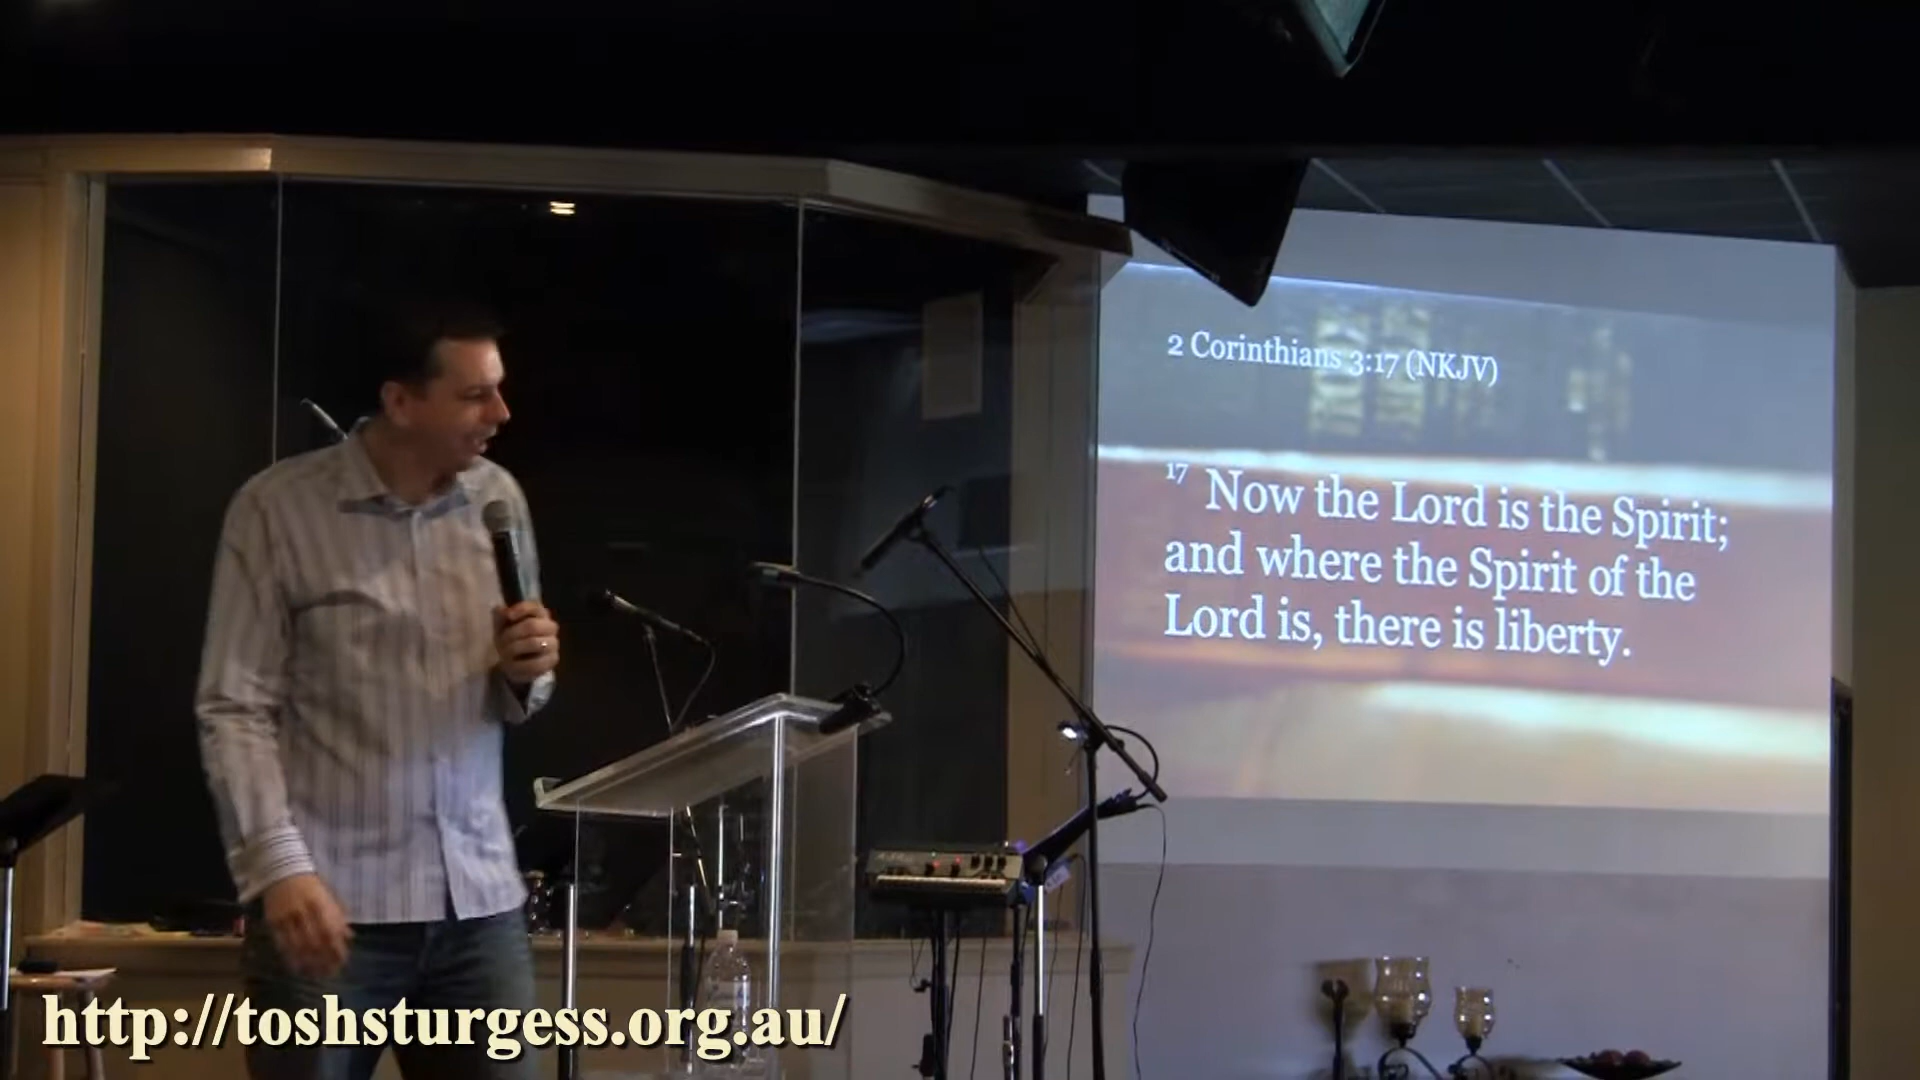 2 Corinthians 3:17 (NKJV)
17 Now the Lord is the Spirit;
and where the Spirit of the
Lord is, there is liberty.
http://toshsturgess.org.au/